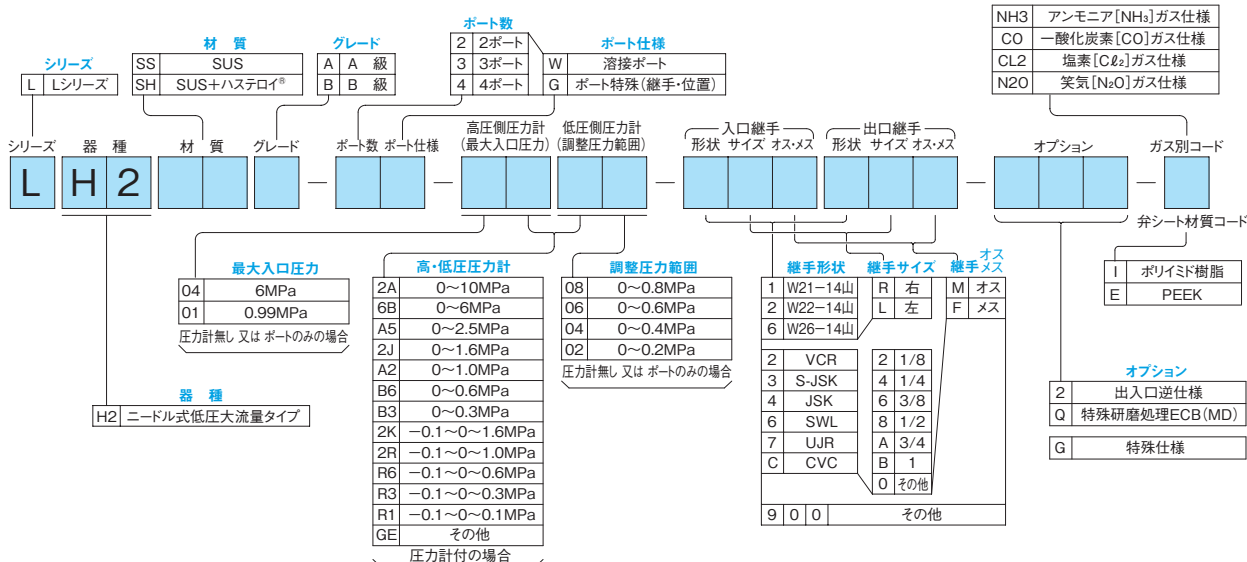 シリーズ
L Lシリーズ
材 質
SS SUS
SH SUS+ハステロイ®
グレード
A A 級
B B 級
ポート数
2 2ポート
3 3ポート
4 4ポート
ポート仕様
W 溶接ポート
G ポート特殊(継手・位置)
NH3 アンモニア[NH₃]ガス仕様
CO 一酸化炭素[CO]ガス仕様
CL2 塩素[Cℓ₂]ガス仕様
N2O 笑気[N₂O]ガス仕様
シリーズ 器 種 材 質 グレード ポート数 ポート仕様
高圧側圧力計
(最大入口圧力)
低圧側圧力計
(調整圧力範囲)
入口継手
形状 サイズ オス・メス
出口継手
形状 サイズ オス・メス
オプション
ガス別コード
L H 2 — — — — —
弁シート材質コード
I ポリイミド樹脂
E PEEK
最大入口圧力
04 6MPa
01 0.99MPa
圧力計無し 又は ポートのみの場合
器 種
H2 ニードル式低圧大流量タイプ
高・低圧圧力計
2A 0〜10MPa
6B 0〜6MPa
A5 0〜2.5MPa
2J 0〜1.6MPa
A2 0〜1.0MPa
B6 0〜0.6MPa
B3 0〜0.3MPa
2K −0.1〜0〜1.6MPa
2R −0.1〜0〜1.0MPa
R6 −0.1〜0〜0.6MPa
R3 −0.1〜0〜0.3MPa
R1 −0.1〜0〜0.1MPa
GE その他
圧力計付の場合
調整圧力範囲
08 0〜0.8MPa
06 0〜0.6MPa
04 0〜0.4MPa
02 0〜0.2MPa
圧力計無し 又は ポートのみの場合
継手形状 継手サイズ 継手オスメス
1 W21−14山 R 右 M オス
2 W22−14山 L 左 F メス
6 W26−14山
2 VCR 2 1/8
3 S-JSK 4 1/4
4 JSK 6 3/8
6 SWL 8 1/2
7 UJR A 3/4
C CVC B 1
0 その他
9 0 0 その他
オプション
2 出入口逆仕様
Q 特殊研磨処理ECB(MD)
G 特殊仕様